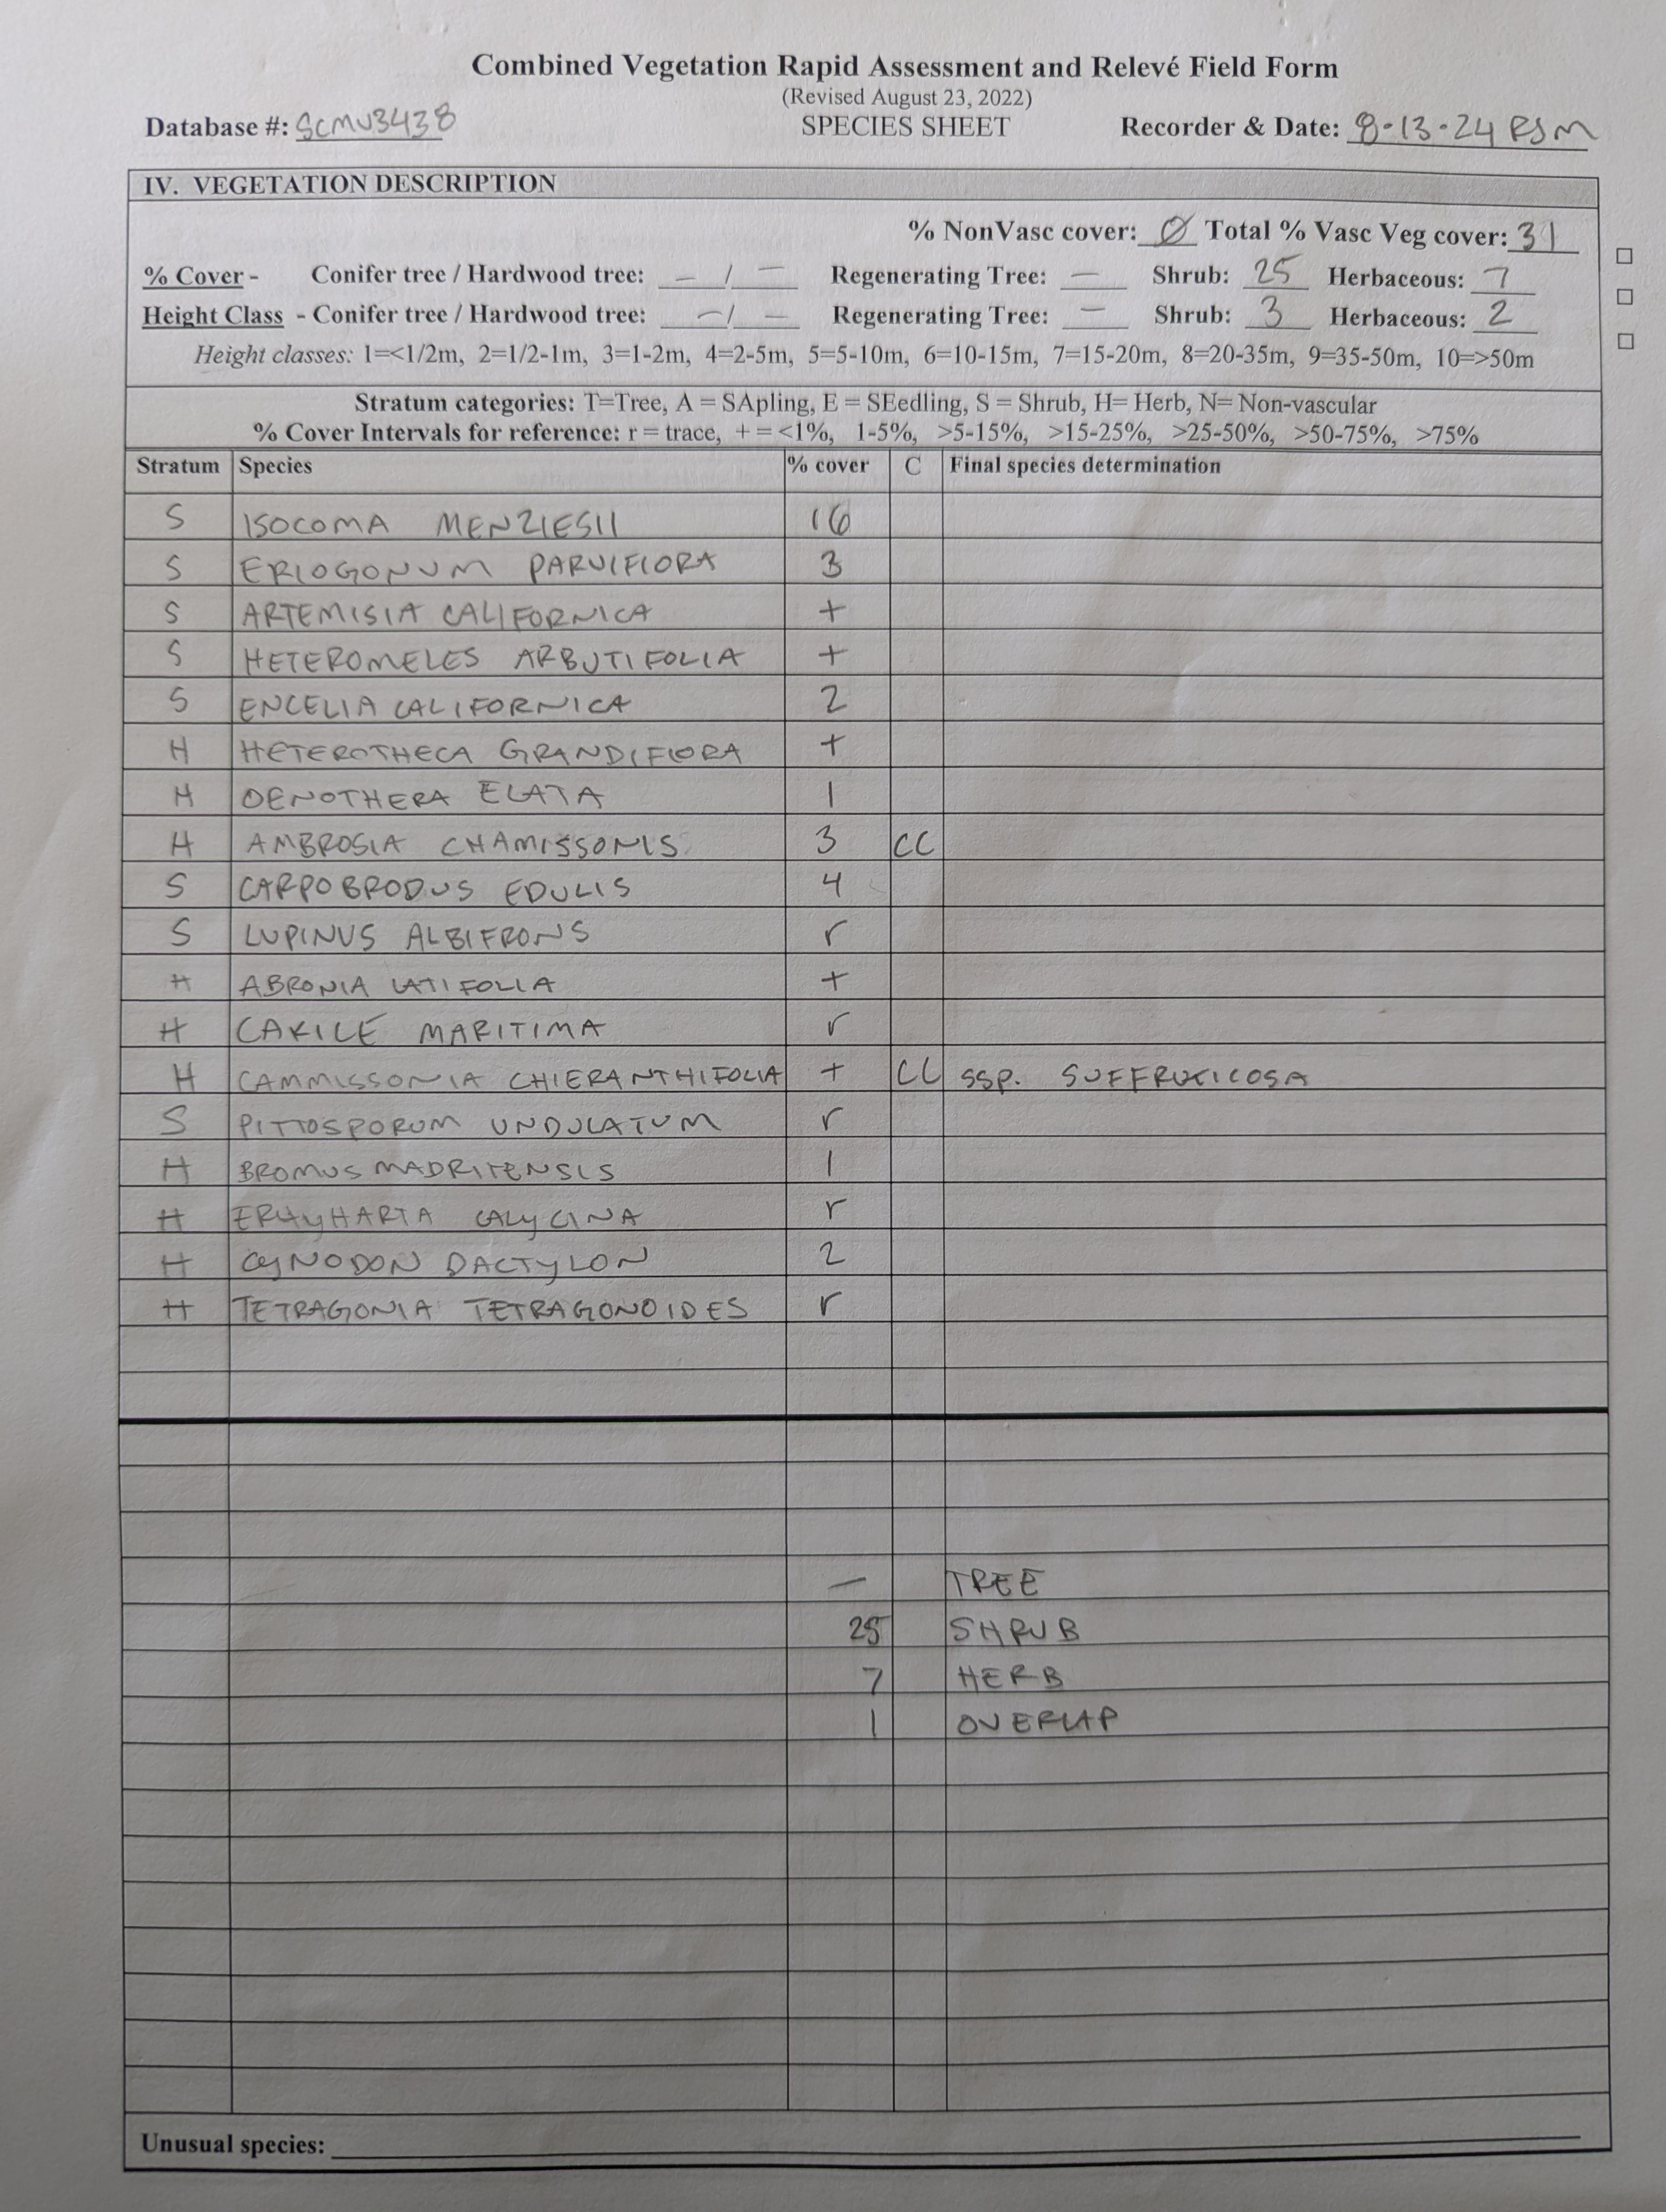 Combined Vegetation Rapid Assessment and Relevé Field Form
(Revised August 23, 2022)
Database #: SCMU3438 SPECIES SHEET Recorder & Date: 8-13-24 RSM
IV. VEGETATION DESCRIPTION
% NonVasc cover: Ø Total % Vasc Veg cover: 31
% Cover - Conifer tree / Hardwood tree: — / — Regenerating Tree: — Shrub: 25 Herbaceous: 7
Height Class - Conifer tree / Hardwood tree: — / — Regenerating Tree: — Shrub: 3 Herbaceous: 2
Height classes: 1=<1/2m, 2=1/2-1m, 3=1-2m, 4=2-5m, 5=5-10m, 6=10-15m, 7=15-20m, 8=20-35m, 9=35-50m, 10=>50m
Stratum categories: T=Tree, A = SApling, E = SEedling, S = Shrub, H= Herb, N= Non-vascular
% Cover Intervals for reference: r = trace, + = <1%, 1-5%, >5-15%, >15-25%, >25-50%, >50-75%, >75%
Stratum Species % cover C Final species determination
S ISOCOMA MENZIESII 16
S ERIOGONUM PARVIFLORA 3
S ARTEMISIA CALIFORNICA +
S HETEROMELES ARBUTIFOLIA +
S ENCELIA CALIFORNICA 2
H HETEROTHECA GRANDIFLORA +
H OENOTHERA ELATA 1
H AMBROSIA CHAMISSONIS 3 CC
S CARPOBRODUS EDULIS 4
S LUPINUS ALBIFRONS r
H ABRONIA LATIFOLIA +
H CAKILE MARITIMA r
H CAMMISSONIA CHIERANTHIFOLIA + CC SSP. SUFFRUTICOSA
S PITTOSPORUM UNDULATUM r
H BROMUS MADRITENSIS 1
H ERHYHARTA CALYCINA r
H CYNODON DACTYLON 2
H TETRAGONIA TETRAGONOIDES r
— TREE
25 SHRUB
7 HERB
1 OVERLAP
Unusual species: